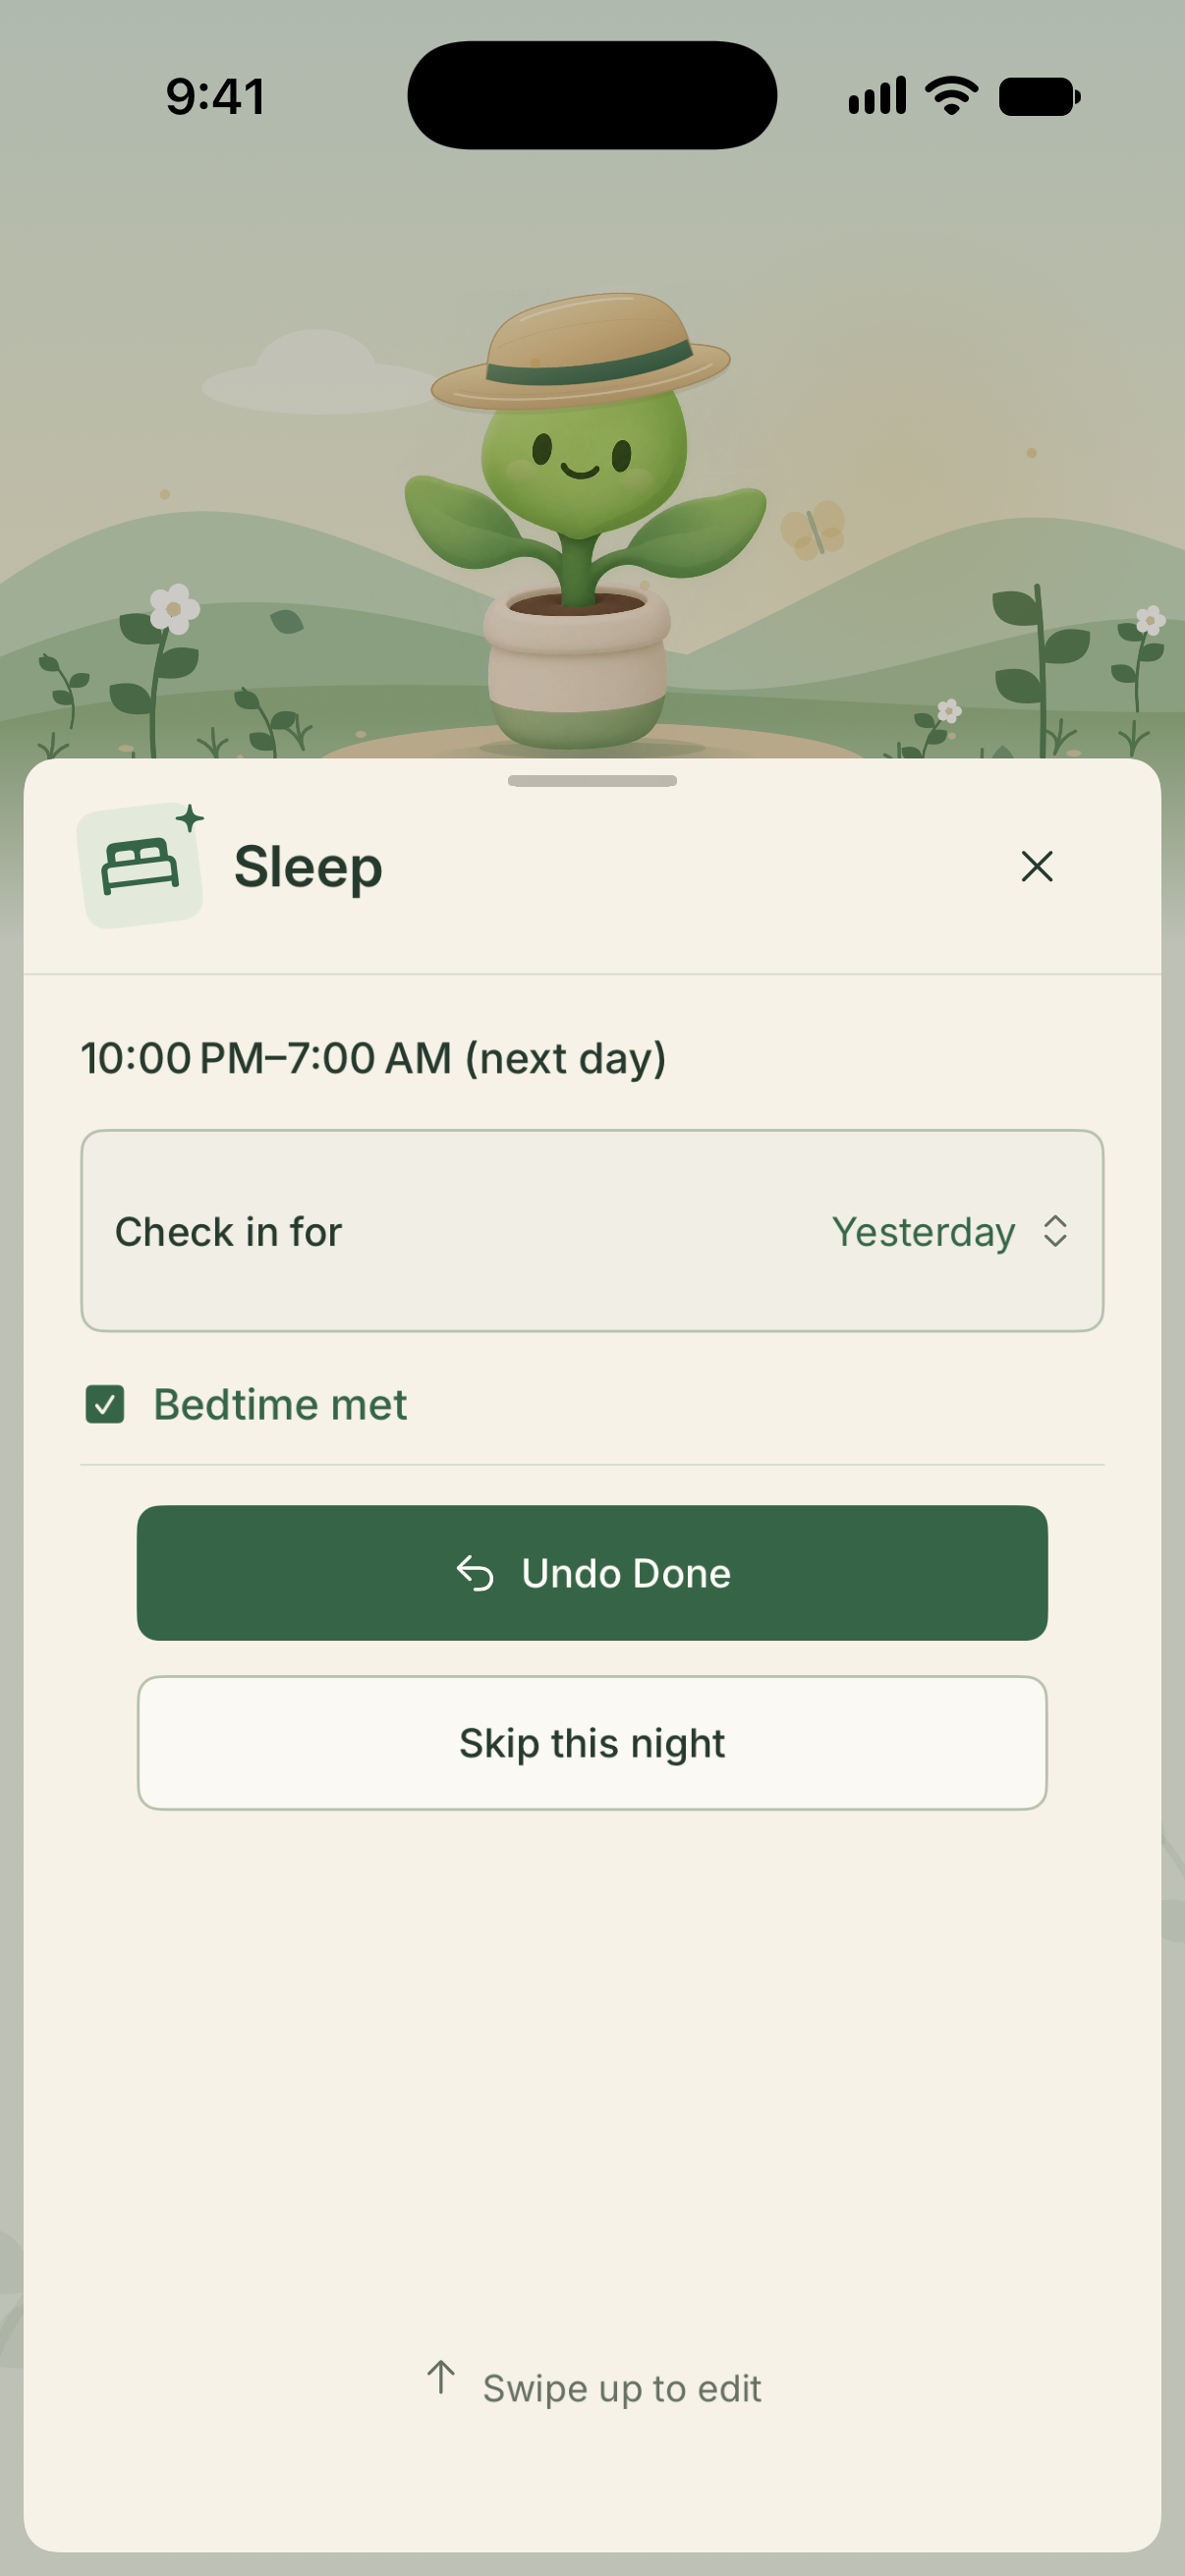 9:41
Sleep
10:00 PM–7:00 AM (next day)
Check in for
Yesterday
Bedtime met
Undo Done
Skip this night
Swipe up to edit